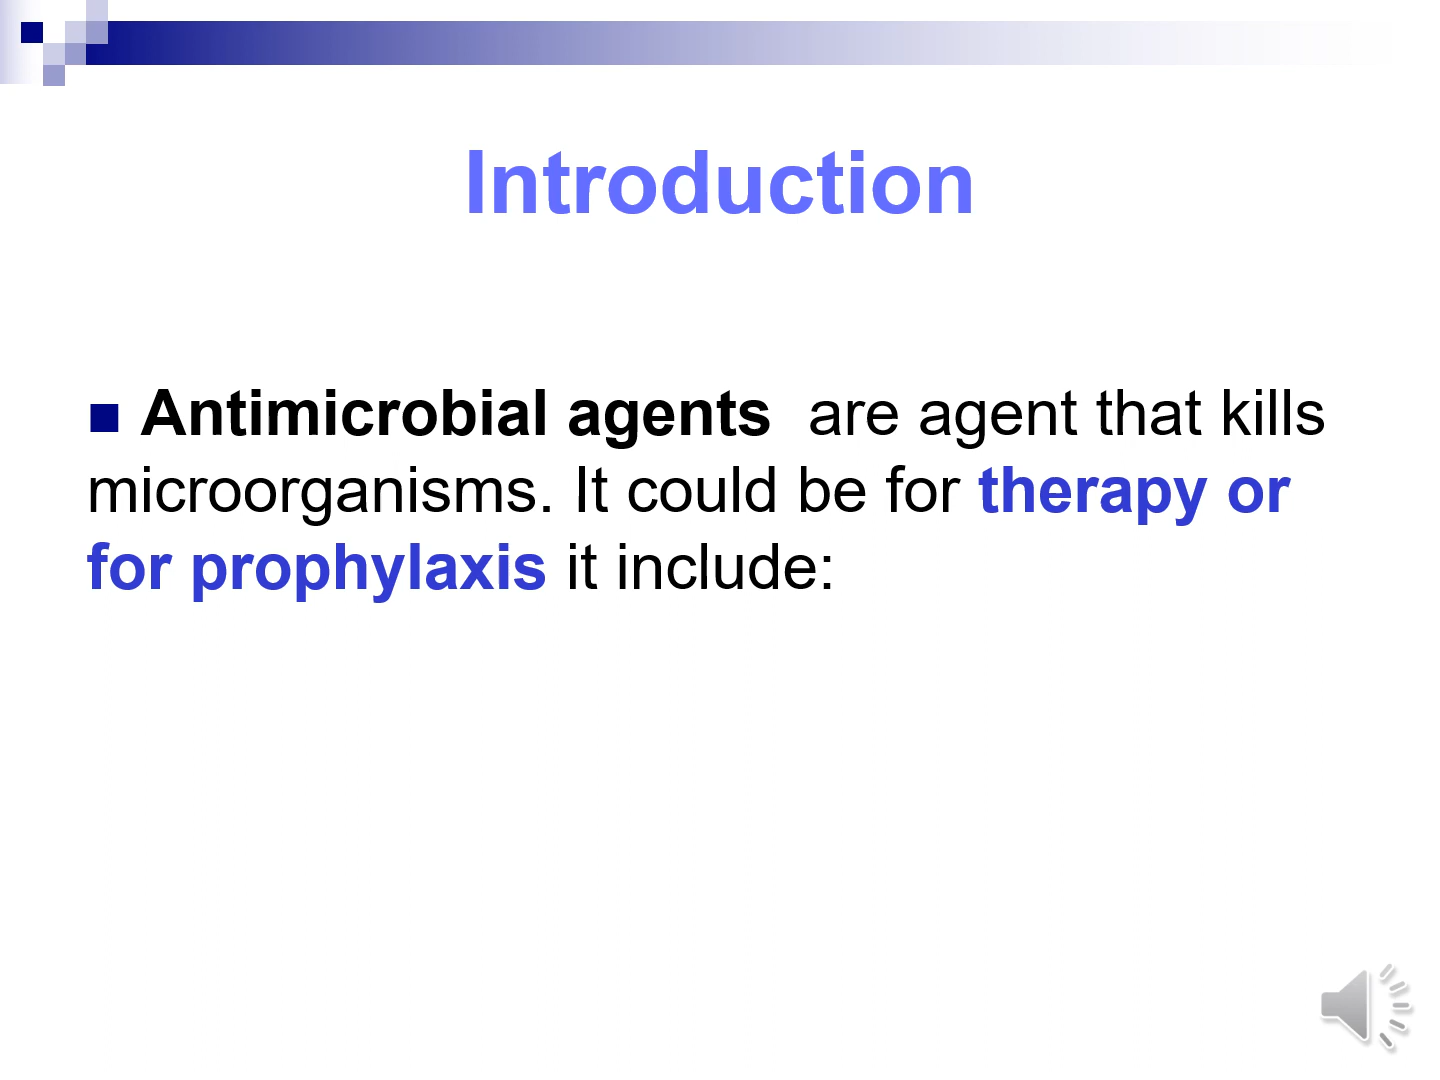 Introduction
Antimicrobial agents  are agent that kills
microorganisms. It could be for therapy or
for prophylaxis it include: